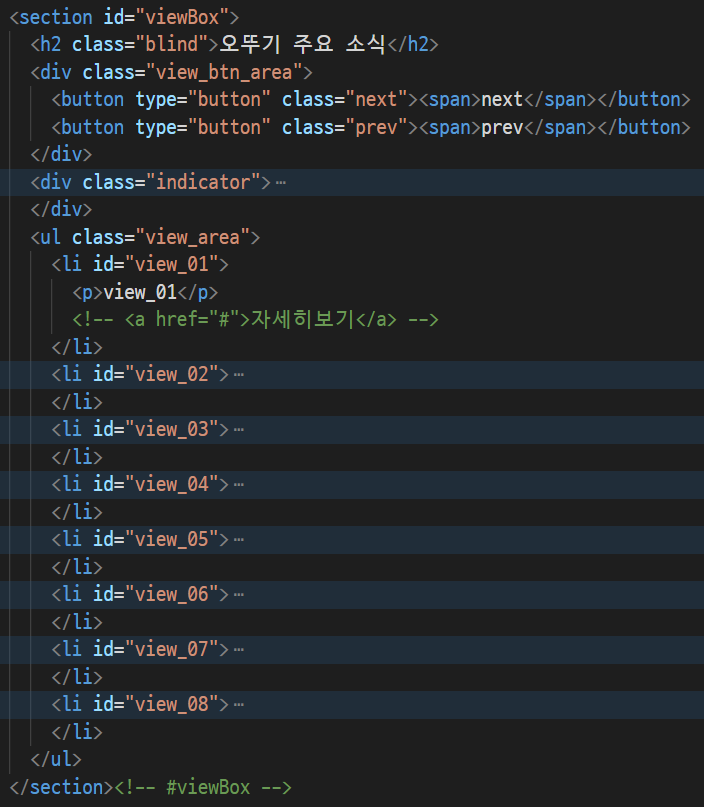 <section id="viewBox">
<h2 class="blind">오뚜기 주요 소식</h2>
<div class="view_btn_area">
<button type="button" class="next"><span>next</span></button>
<button type="button" class="prev"><span>prev</span></button>
</div>
<div class="indicator">⋯
</div>
<ul class="view_area">
<li id="view_01">
<p>view_01</p>
<!-- <a href="#">자세히보기</a> -->
</li>
<li id="view_02">⋯
</li>
<li id="view_03">⋯
</li>
<li id="view_04">⋯
</li>
<li id="view_05">⋯
</li>
<li id="view_06">⋯
</li>
<li id="view_07">⋯
</li>
<li id="view_08">⋯
</li>
</ul>
</section><!-- #viewBox -->